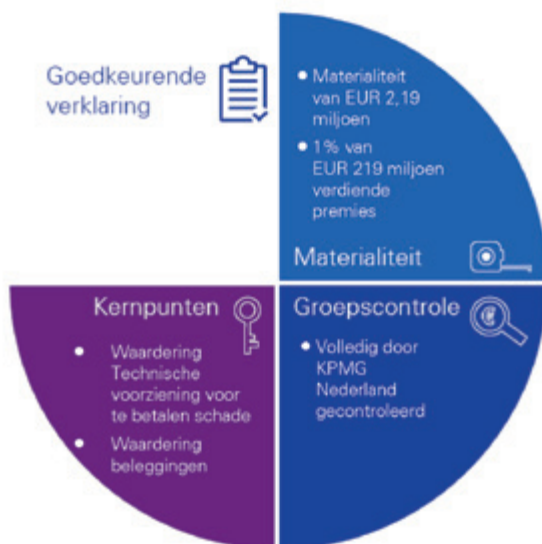 Goedkeurende
verklaring
• Materialiteit
van EUR 2,19
miljoen
• 1% van
EUR 219 miljoen
verdiende
premies
Materialiteit
Kernpunten
• Waardering
Technische
voorziening voor
te betalen schade
• Waardering
beleggingen
Groepscontrole
• Volledig door
KPMG
Nederland
gecontroleerd